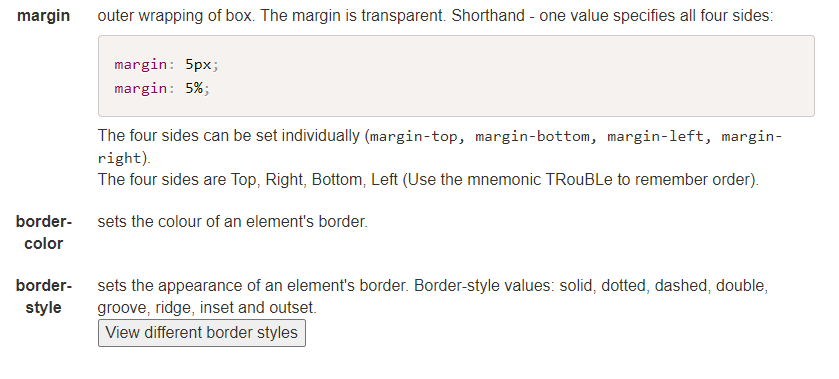 margin outer wrapping of box. The margin is transparent. Shorthand - one value specifies all four sides:
margin: 5px;
margin: 5%;
The four sides can be set individually (margin-top, margin-bottom, margin-left, margin-
right).
The four sides are Top, Right, Bottom, Left (Use the mnemonic TRouBLe to remember order).
border- sets the colour of an element's border.
color
border- sets the appearance of an element's border. Border-style values: solid, dotted, dashed, double,
style groove, ridge, inset and outset.
View different border styles